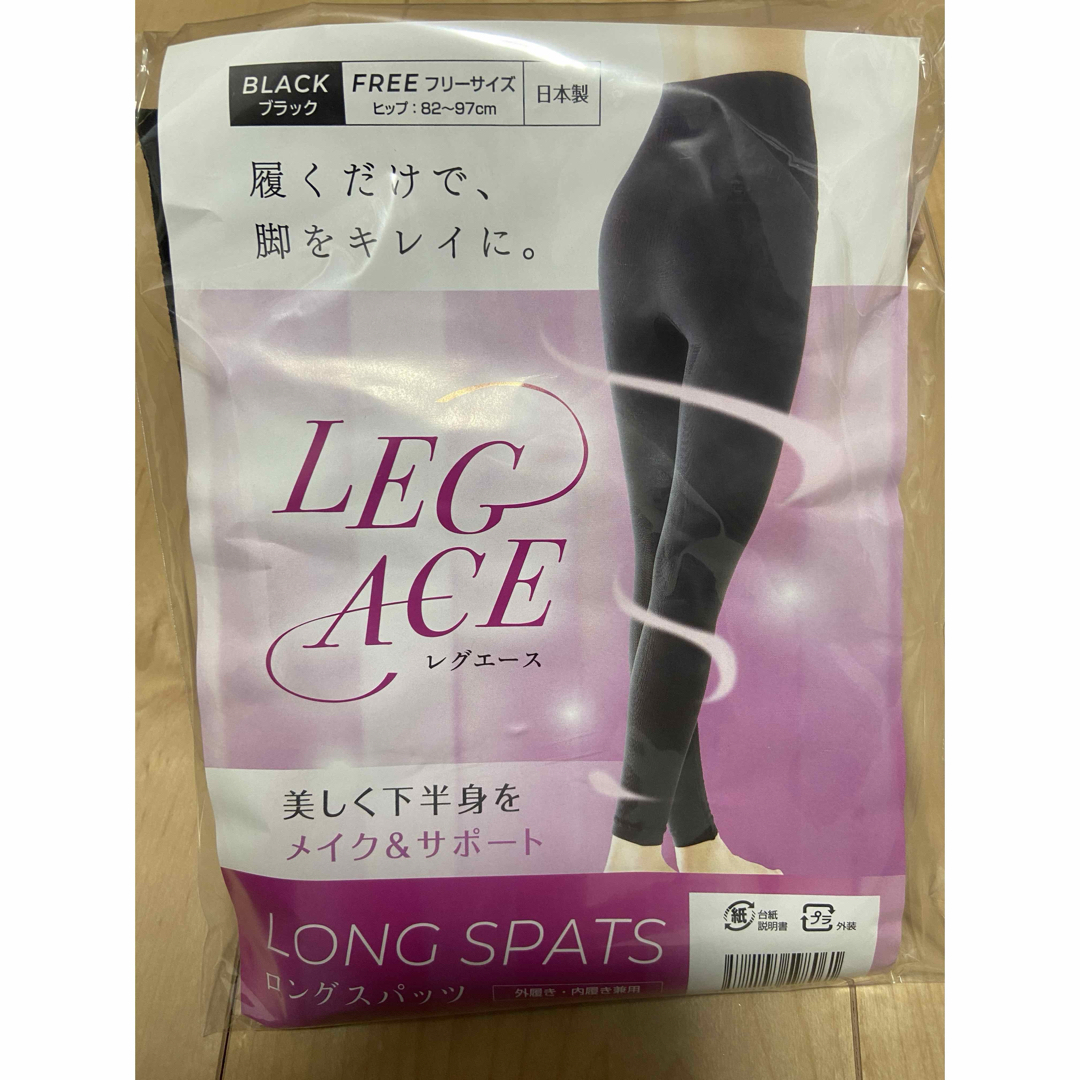 BLACK
ブラック
FREE フリーサイズ
ヒップ：82〜97cm
日本製
履くだけで、
脚をキレイに。
LEG
ACE
レグエース
美しく下半身を
メイク&サポート
LONG SPATS
ロングスパッツ
外履き・内履き兼用
紙
台紙
説明書
プラ
外装